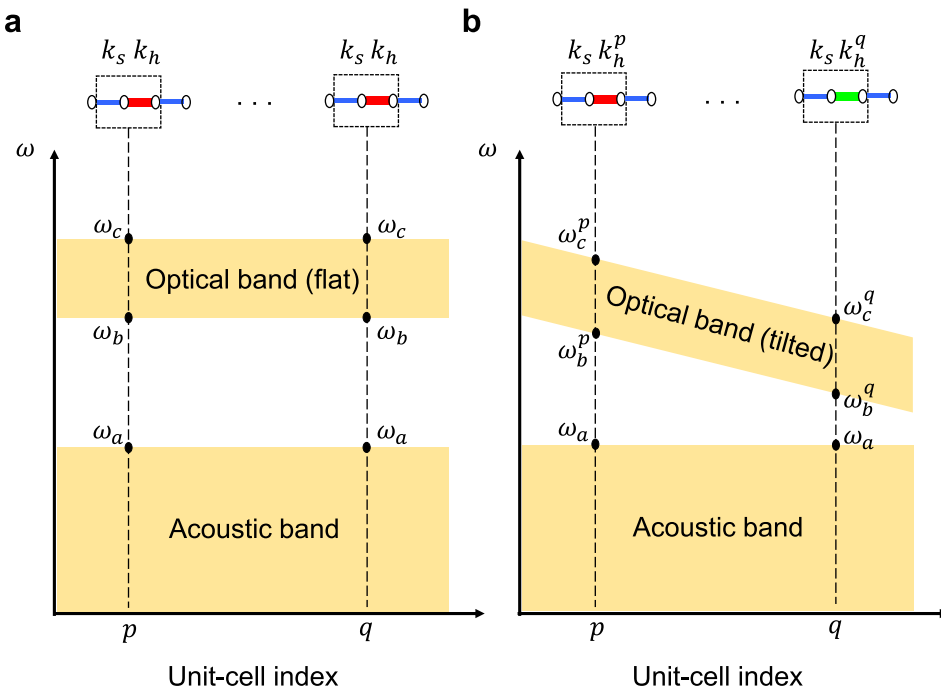 a
k_s k_h
k_s k_h
. . .
ω
ω_c
ω_c
Optical band (flat)
ω_b
ω_b
ω_a
ω_a
Acoustic band
p
q
Unit-cell index
b
k_s k_h^p
k_s k_h^q
. . .
ω
ω_c^p
ω_c^q
Optical band (tilted)
ω_b^p
ω_b^q
ω_a
ω_a
Acoustic band
p
q
Unit-cell index